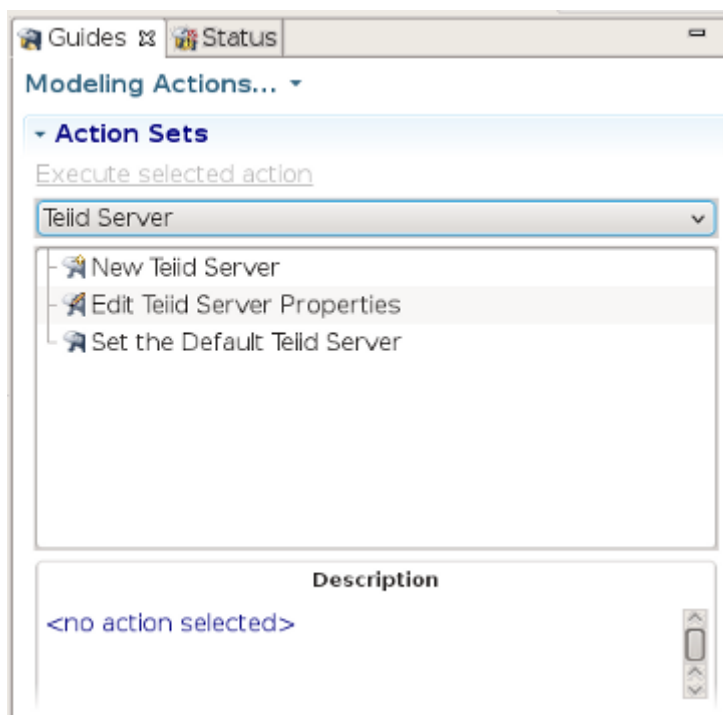 Guides Status
Modeling Actions...
Action Sets
Execute selected action
Teiid Server
New Teiid Server
Edit Teiid Server Properties
Set the Default Teiid Server
Description
<no action selected>